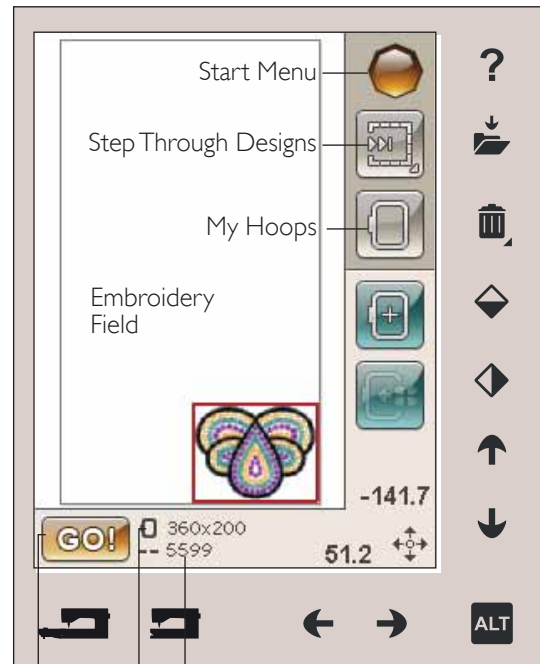 Start Menu
?
Step Through Designs
My Hoops
Embroidery
Field
-141.7
GO!
360x200
-- 5599
51.2
ALT